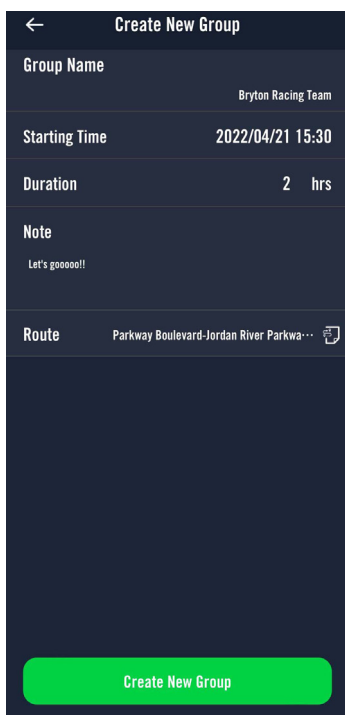 Create New Group
Group Name
Bryton Racing Team
Starting Time 2022/04/21 15:30
Duration 2 hrs
Note
Let's gooooo!!
Route Parkway Boulevard-Jordan River Parkwa···
Create New Group